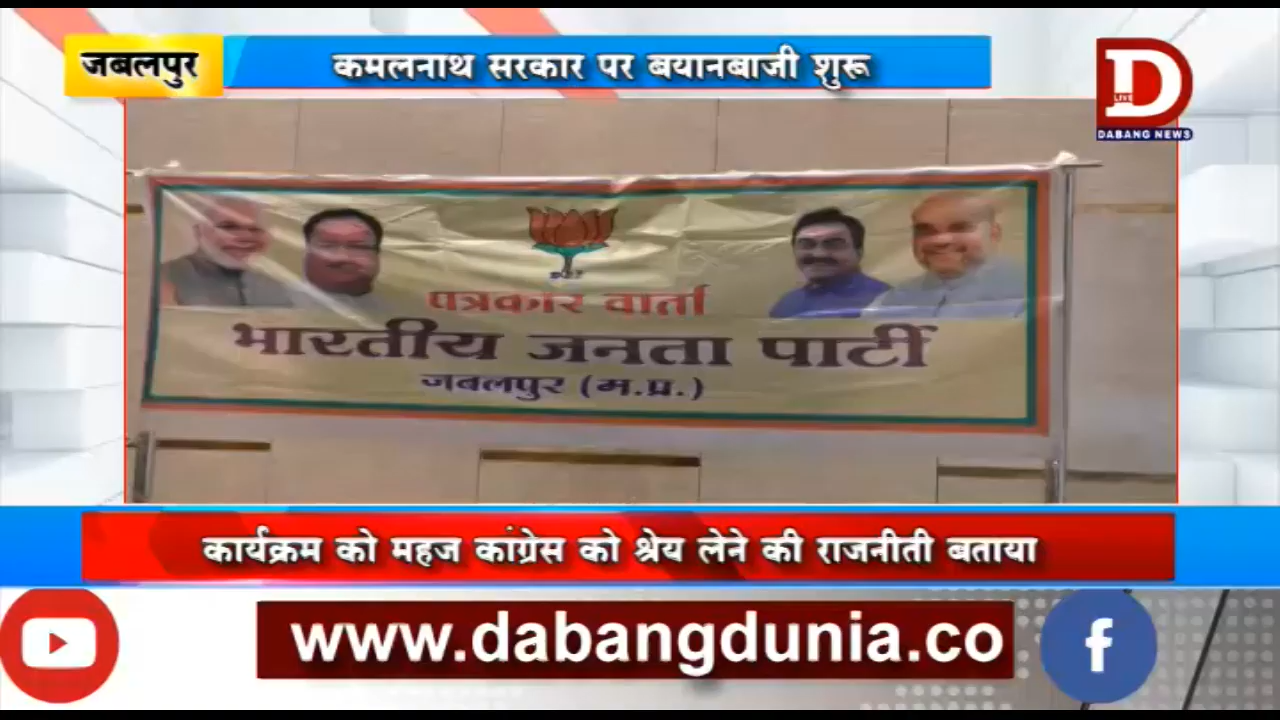 जबलपुर
कमलनाथ सरकार पर बयानबाजी शुरू
LIVE
DABANG NEWS
पत्रकार वार्ता
भारतीय जनता पार्टी
जबलपुर (म.प्र.)
कार्यक्रम को महज कांग्रेस को श्रेय लेने की राजनीती बताया
www.dabangdunia.co